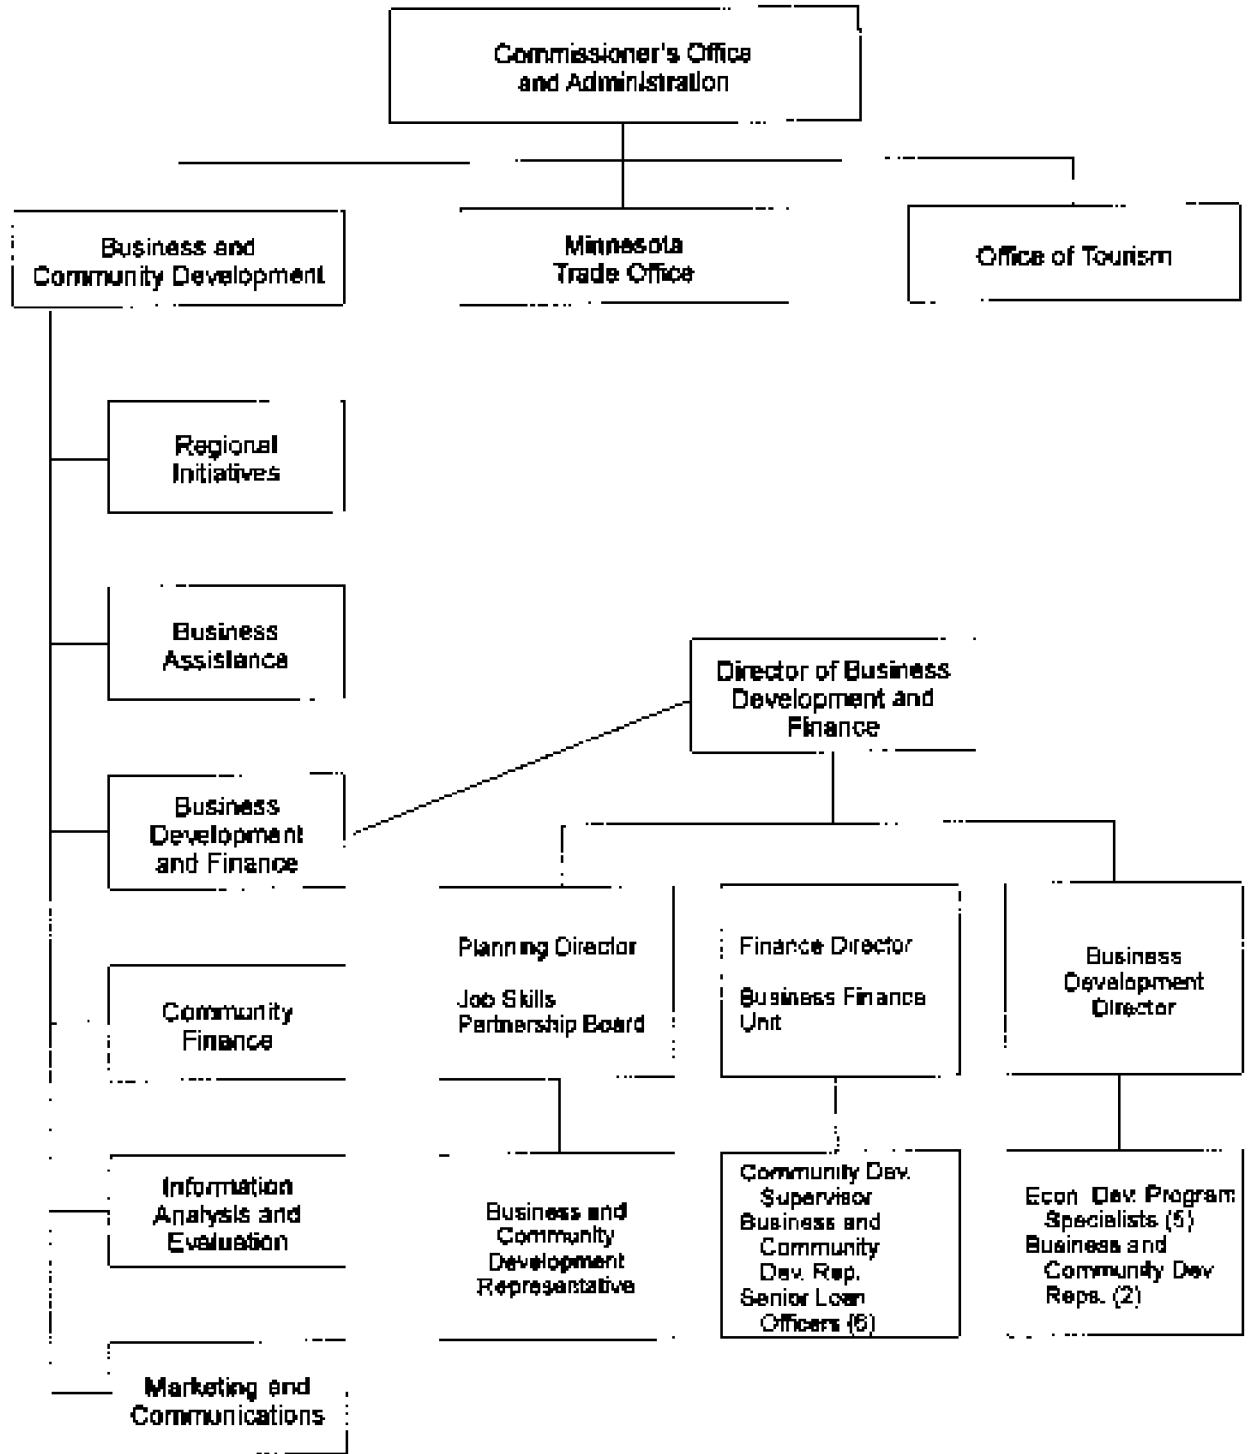 Commissioner's Office
and Administration
Business and
Community Development
Minnesota
Trade Office
Office of Tourism
Regional
Initiatives
Business
Assistance
Director of Business
Development and
Finance
Business
Development
and Finance
Planning Director
Job Skills
Partnership Board
Finance Director
Business Finance
Unit
Business
Development
Director
Community
Finance
Information
Analysis and
Evaluation
Business and
Community
Development
Representative
Community Dev.
Supervisor
Business and
Community
Dev. Rep.
Senior Loan
Officers (6)
Econ Dev. Program
Specialists (5)
Business and
Community Dev
Reps. (2)
Marketing and
Communications